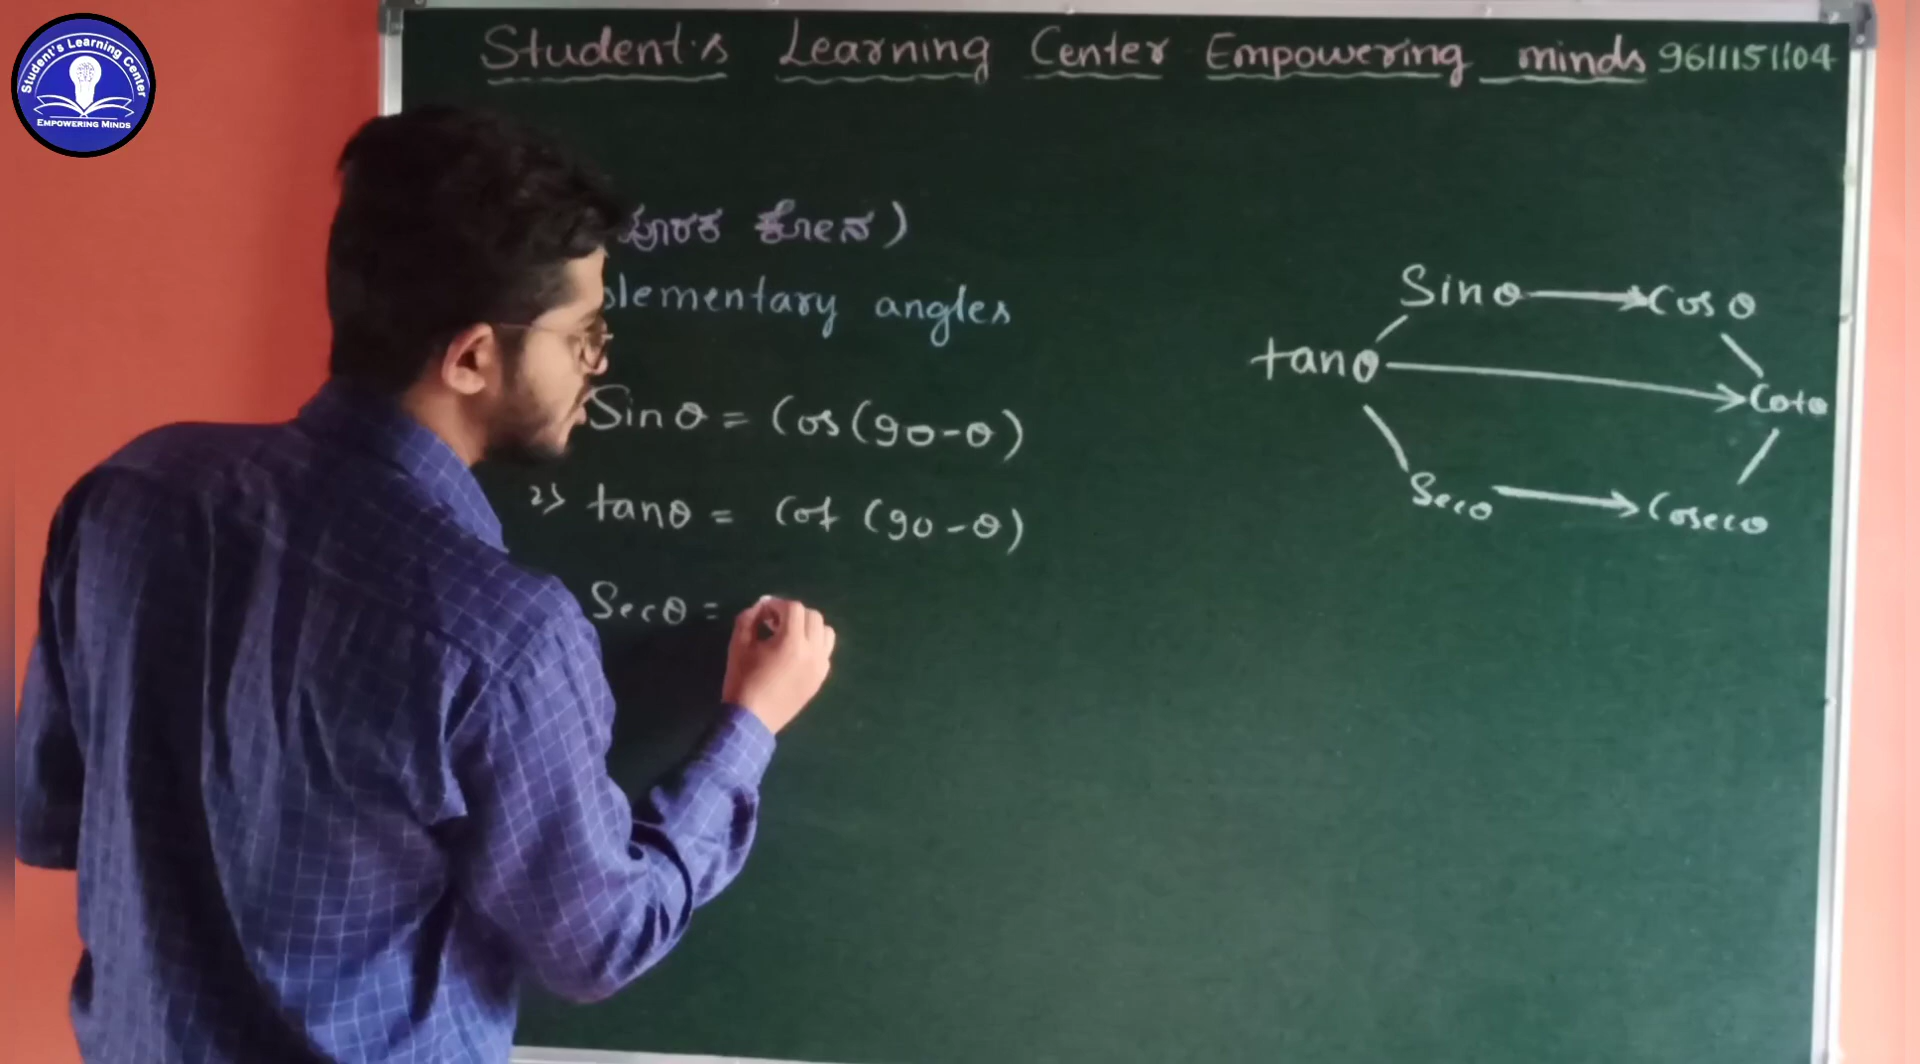 Student's Learning Center
EMPOWERING MINDS
Student's Learning Center Empowering minds 9611151104
ಪೂರಕ ಕೋನ)
plementary angles
Sinθ = Cos(90-θ)
2) tanθ = Cot (90-θ)
Secθ =
Sinθ Cosθ
tanθ Cotθ
Secθ Cosecθ